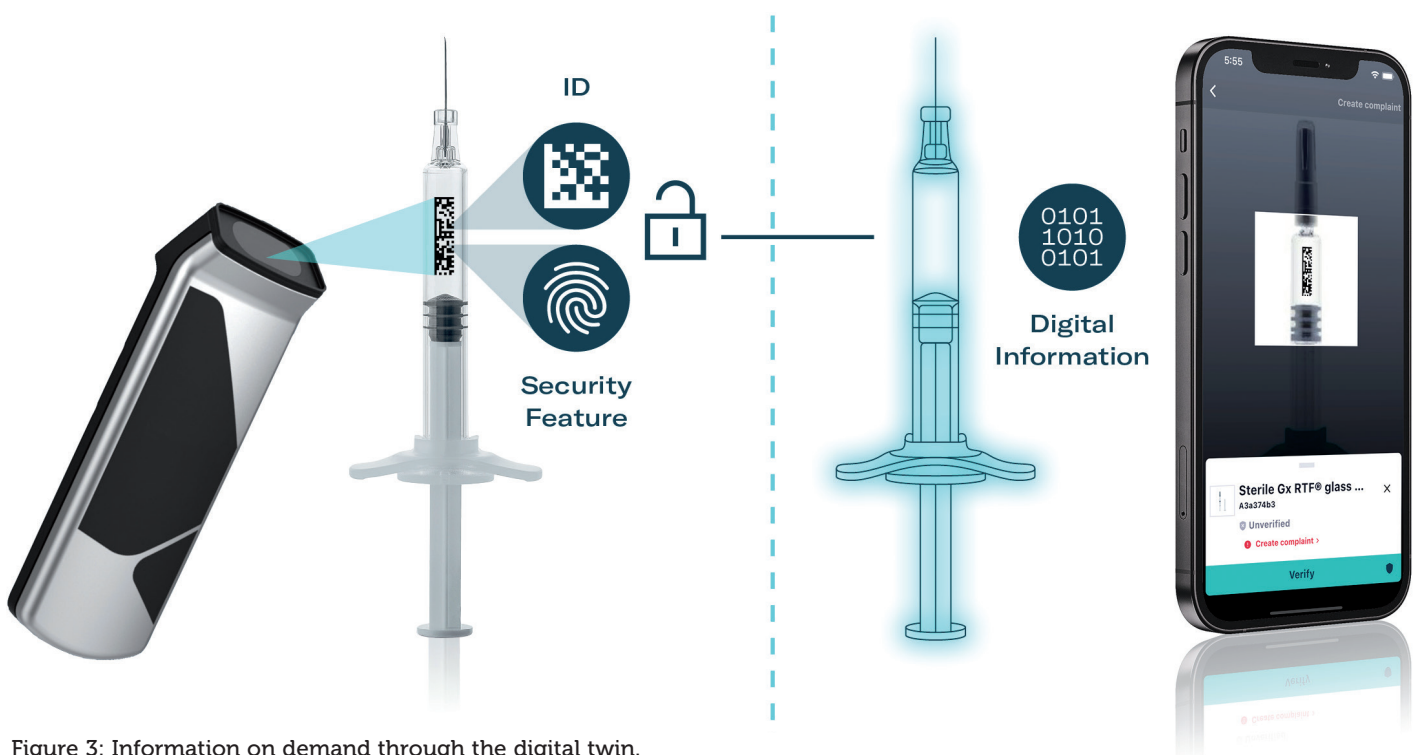 ID
Security
Feature
0101
1010
0101
Digital
Information
5:55
Create complaint
Sterile Gx RTF® glass ...
A3a374b3
Unverified
Create complaint >
Verify
Figure 3: Information on demand through the digital twin.